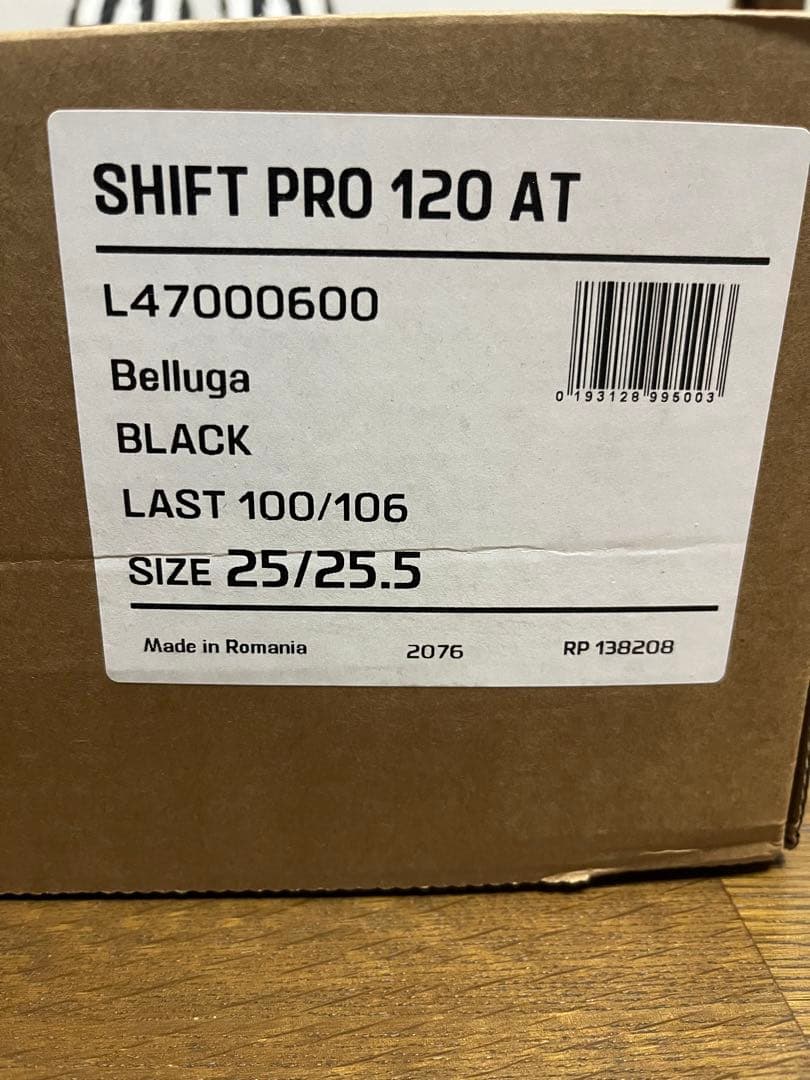 SHIFT PRO 120 AT
L47000600
Belluga
BLACK
LAST 100/106
SIZE 25/25.5
0 193128 995003
Made in Romania 2076 RP 138208